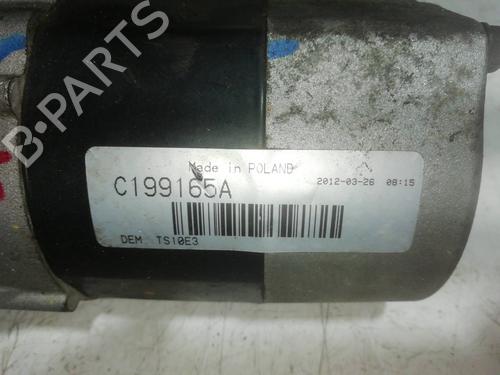 B-PARTS
Made in POLAND
C199165A
2012-03-26 08:15
DEM TS10E3